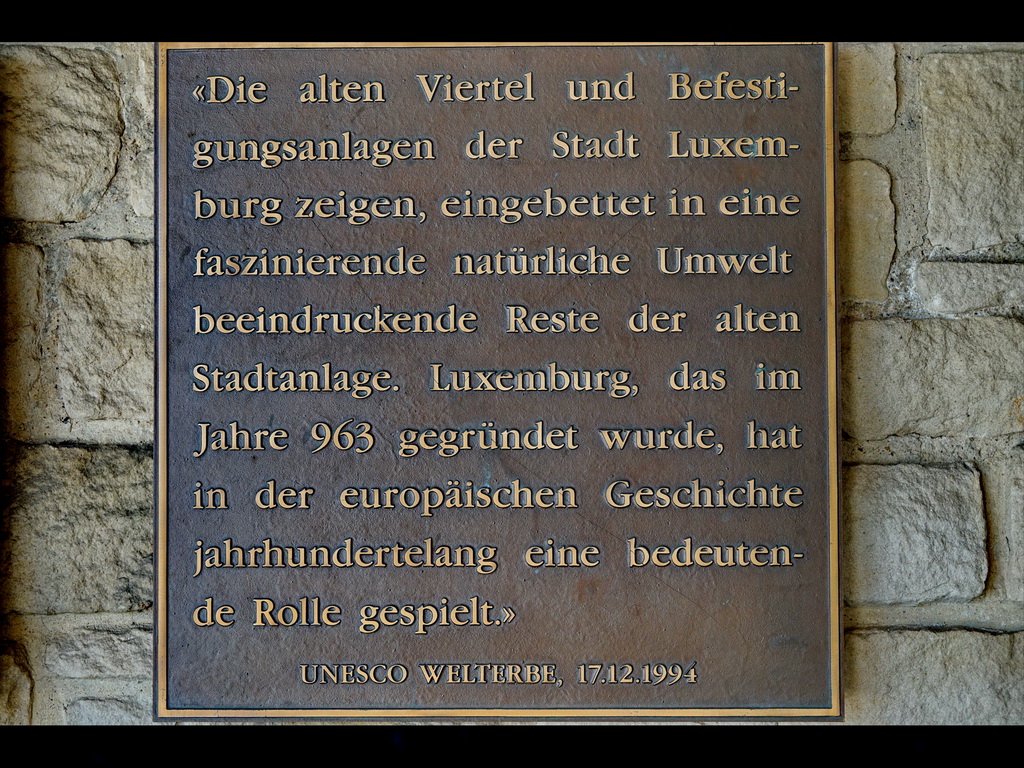 «Die alten Viertel und Befesti-
gungsanlagen der Stadt Luxem-
burg zeigen, eingebettet in eine
faszinierende natürliche Umwelt
beeindruckende Reste der alten
Stadtanlage. Luxemburg, das im
Jahre 963 gegründet wurde, hat
in der europäischen Geschichte
jahrhundertelang eine bedeuten-
de Rolle gespielt.»
UNESCO WELTERBE, 17.12.1994